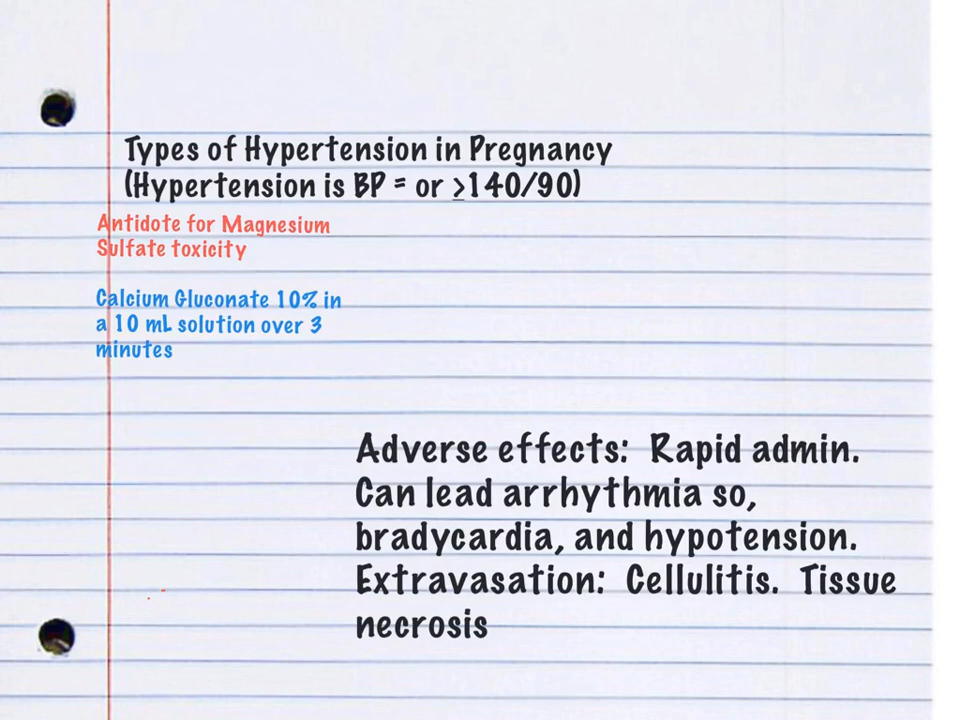 Types of Hypertension in Pregnancy
(Hypertension is BP = or ≥140/90)
Antidote for Magnesium
Sulfate toxicity
Calcium Gluconate 10% in
a 10 mL solution over 3
minutes
Adverse effects: Rapid admin.
Can lead arrhythmia so,
bradycardia, and hypotension.
Extravasation: Cellulitis. Tissue
necrosis